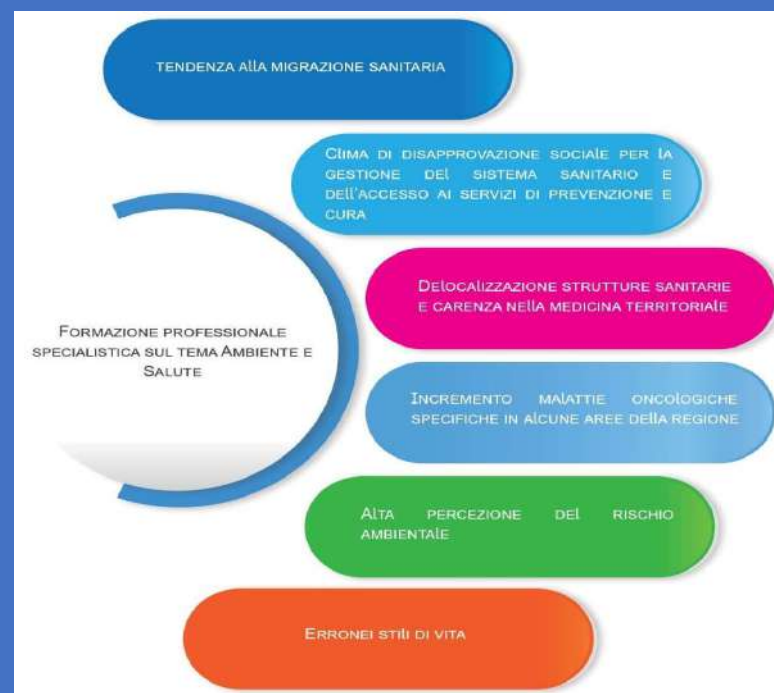 TENDENZA ALLA MIGRAZIONE SANITARIA
CLIMA DI DISAPPROVAZIONE SOCIALE PER LA
GESTIONE DEL SISTEMA SANITARIO E
DELL'ACCESSO AI SERVIZI DI PREVENZIONE E
CURA
DELOCALIZZAZIONE STRUTTURE SANITARIE
E CARENZA NELLA MEDICINA TERRITORIALE
FORMAZIONE PROFESSIONALE
SPECIALISTICA SUL TEMA AMBIENTE E
SALUTE
INCREMENTO MALATTIE ONCOLOGICHE
SPECIFICHE IN ALCUNE AREE DELLA REGIONE
ALTA PERCEZIONE DEL RISCHIO
AMBIENTALE
ERRONEI STILI DI VITA